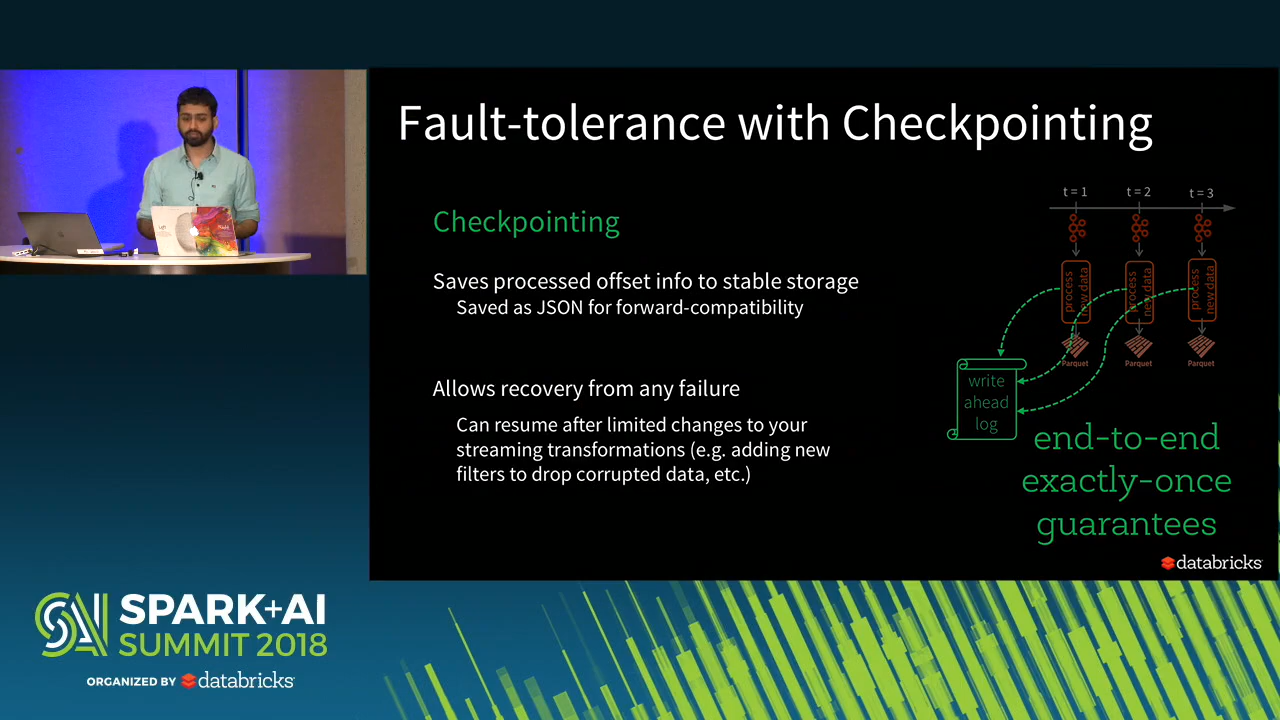 Fault-tolerance with Checkpointing
Checkpointing
Saves processed offset info to stable storage
Saved as JSON for forward-compatibility
Allows recovery from any failure
Can resume after limited changes to your
streaming transformations (e.g. adding new
filters to drop corrupted data, etc.)
t = 1
t = 2
t = 3
process
new data
process
new data
process
new data
Parquet
Parquet
Parquet
write
ahead
log
end-to-end
exactly-once
guarantees
databricks
SPARK+AI
SUMMIT 2018
ORGANIZED BY databricks